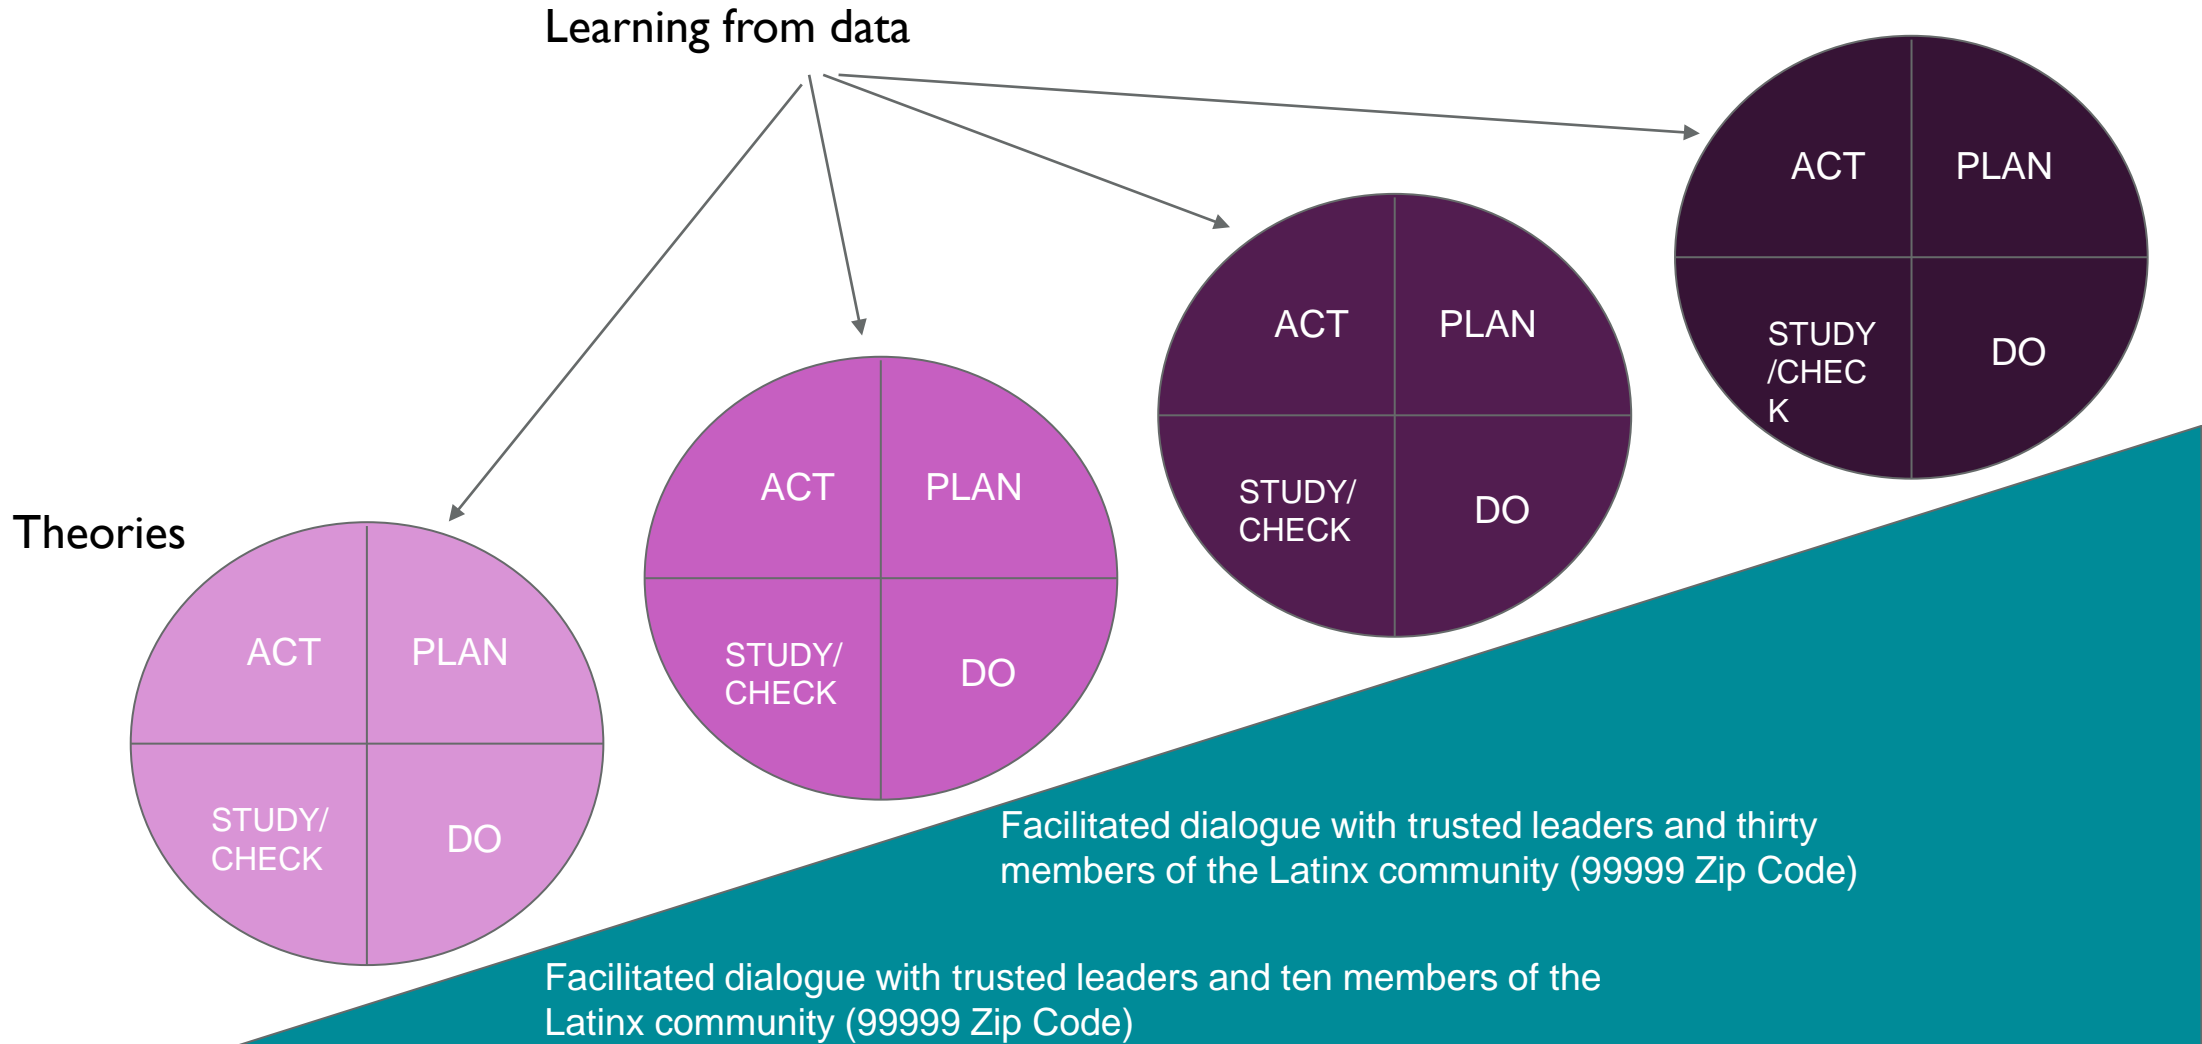 Learning from data
Theories
ACT
PLAN
STUDY/
CHECK
DO
ACT
PLAN
STUDY/
CHECK
DO
ACT
PLAN
STUDY/
CHECK
DO
ACT
PLAN
STUDY
/CHEC
K
DO
Facilitated dialogue with trusted leaders and thirty
members of the Latinx community (99999 Zip Code)
Facilitated dialogue with trusted leaders and ten members of the
Latinx community (99999 Zip Code)